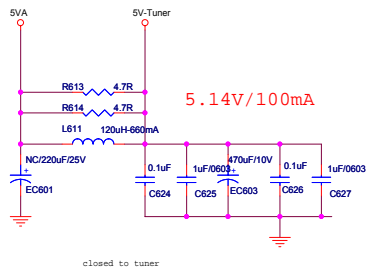 5VA 5V-Tuner
R613 4.7R
R614 4.7R
5.14V/100mA
L611 120uH-660mA
NC/220uF/25V
EC601
0.1uF
C624
1uF/0603
C625
470uF/10V
EC603
0.1uF
C626
1uF/0603
C627
closed to tuner